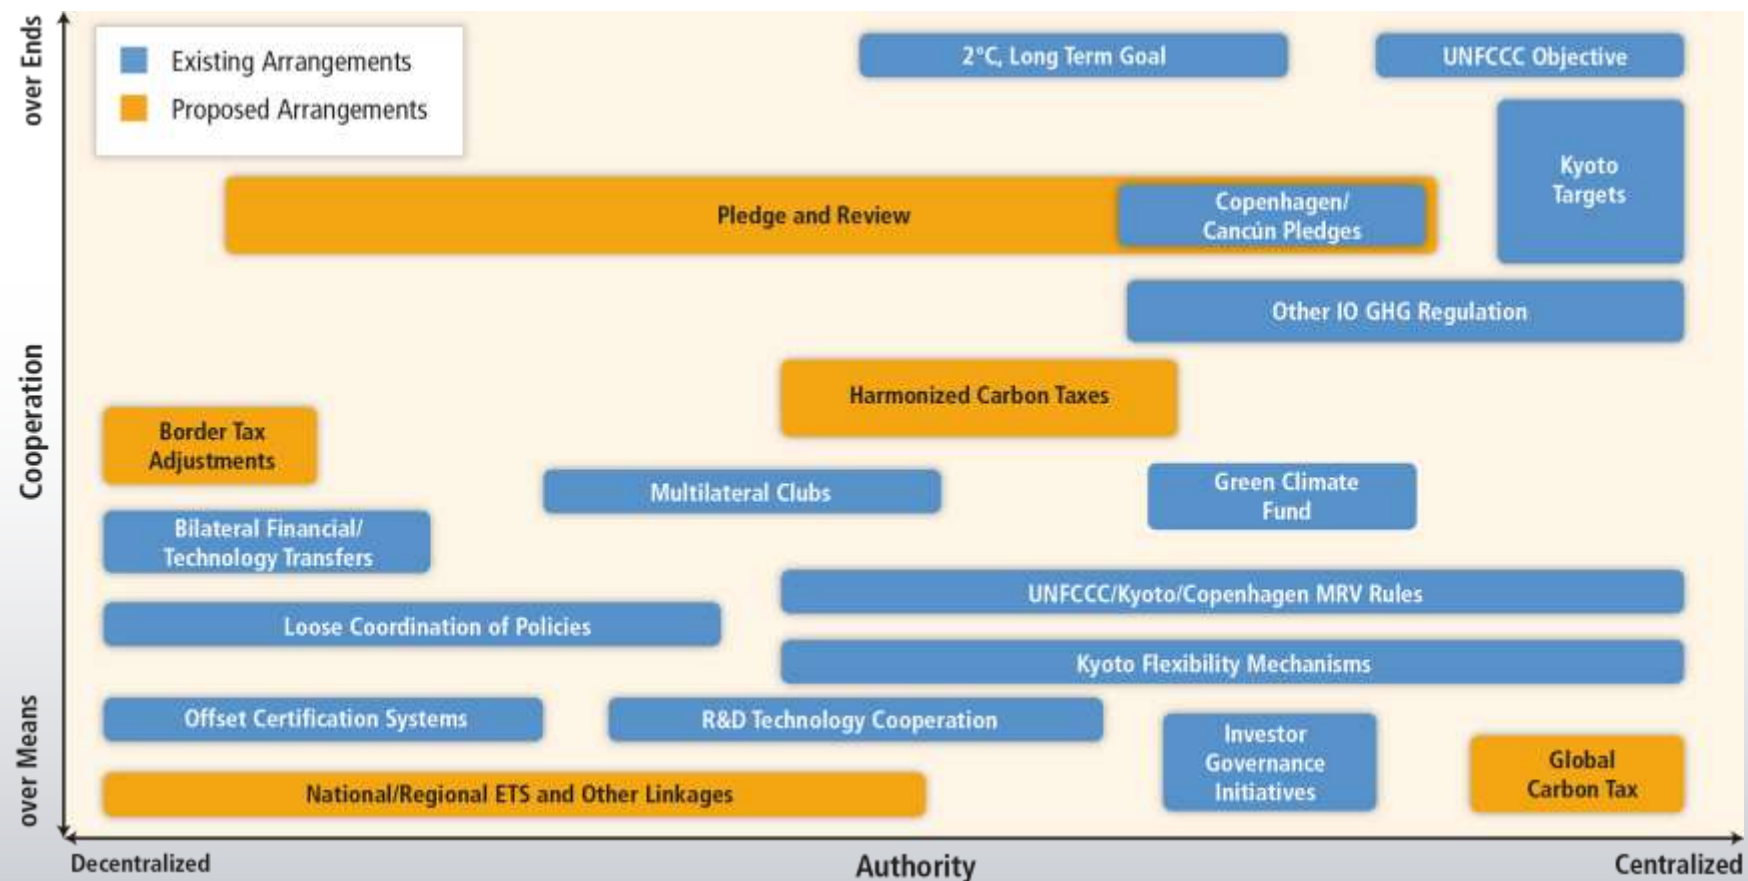 over Ends
Cooperation
over Means
Existing Arrangements
Proposed Arrangements
2°C, Long Term Goal
UNFCCC Objective
Kyoto
Targets
Pledge and Review
Copenhagen/
Cancún Pledges
Other IO GHG Regulation
Harmonized Carbon Taxes
Border Tax
Adjustments
Multilateral Clubs
Green Climate
Fund
Bilateral Financial/
Technology Transfers
UNFCCC/Kyoto/Copenhagen MRV Rules
Loose Coordination of Policies
Kyoto Flexibility Mechanisms
Offset Certification Systems
R&D Technology Cooperation
Investor
Governance
Initiatives
Global
Carbon Tax
National/Regional ETS and Other Linkages
Decentralized
Authority
Centralized